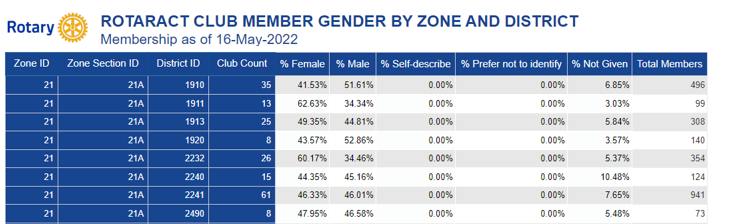 Rotary
ROTARACT CLUB MEMBER GENDER BY ZONE AND DISTRICT
Membership as of 16-May-2022
Zone ID Zone Section ID District ID Club Count % Female % Male % Self-describe % Prefer not to identify % Not Given Total Members
21 21A 1910 35 41.53% 51.61% 0.00% 0.00% 6.85% 496
21 21A 1911 13 62.63% 34.34% 0.00% 0.00% 3.03% 99
21 21A 1913 25 49.35% 44.81% 0.00% 0.00% 5.84% 308
21 21A 1920 8 43.57% 52.86% 0.00% 0.00% 3.57% 140
21 21A 2232 26 60.17% 34.46% 0.00% 0.00% 5.37% 354
21 21A 2240 15 44.35% 45.16% 0.00% 0.00% 10.48% 124
21 21A 2241 61 46.33% 46.01% 0.00% 0.00% 7.65% 941
21 21A 2490 8 47.95% 46.58% 0.00% 0.00% 5.48% 73